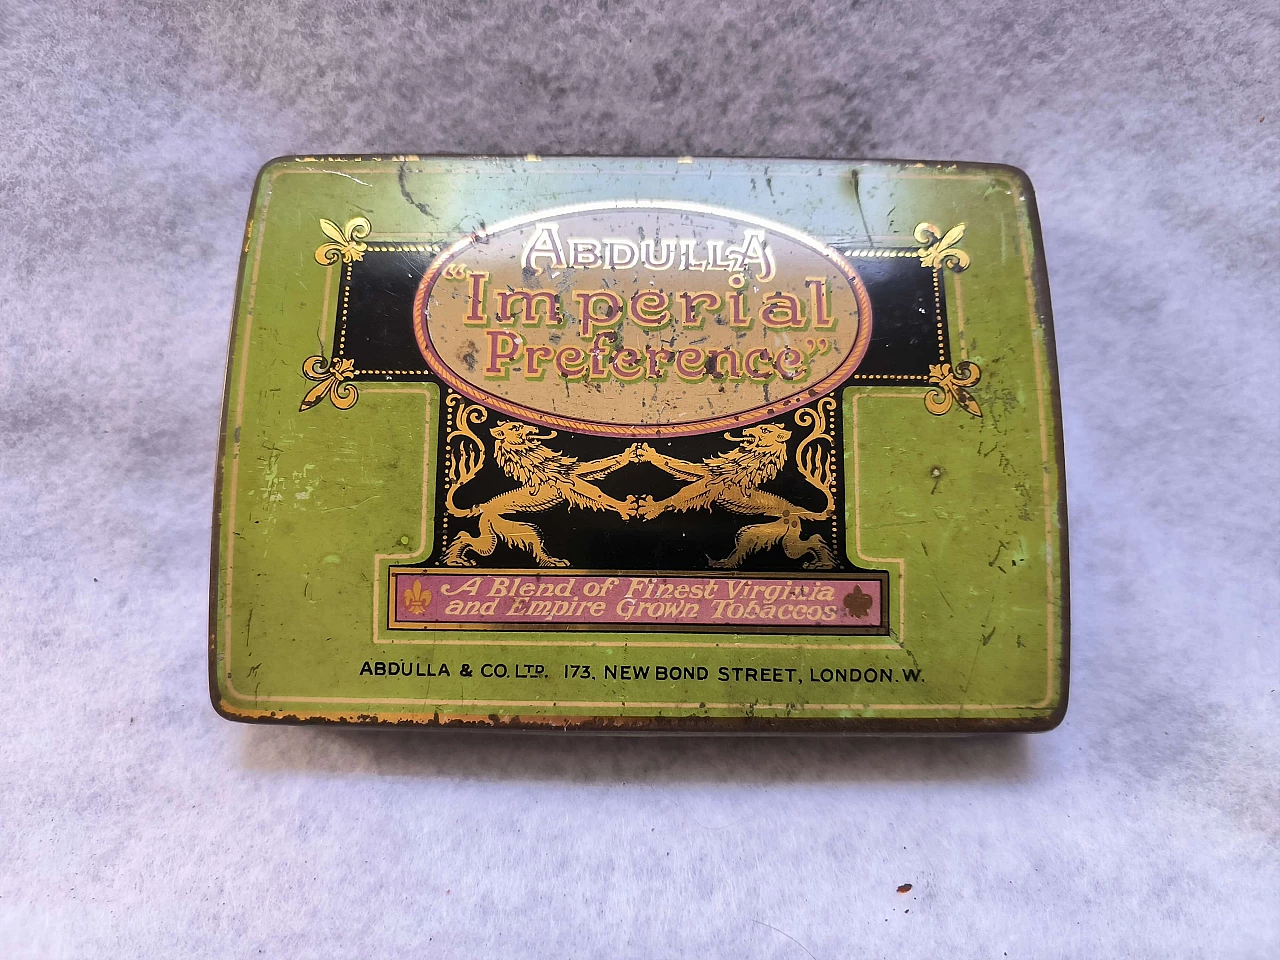 ABDULLA
"Imperial
Preference"
A Blend of Finest Virginia
and Empire Grown Tobaccos
ABDULLA & CO. LTD. 173, NEW BOND STREET, LONDON. W.